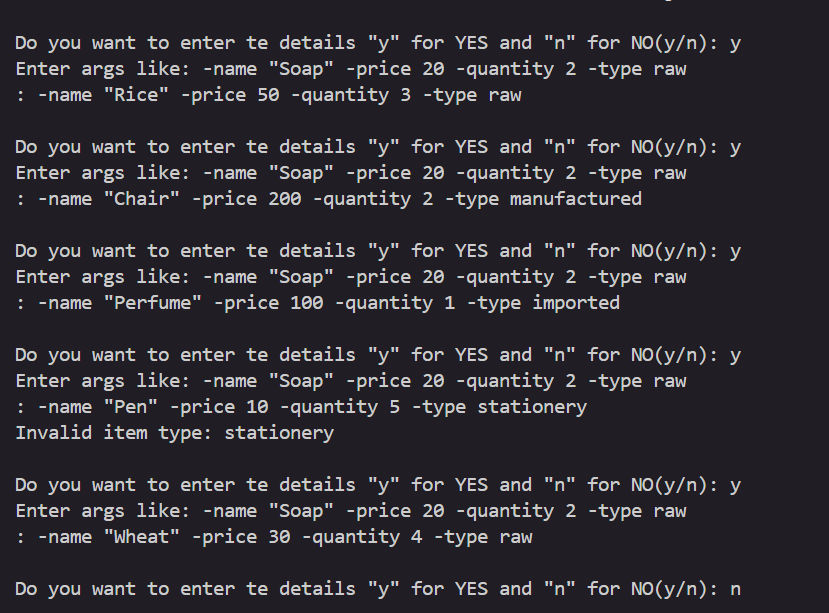 Do you want to enter te details "y" for YES and "n" for NO(y/n): y
Enter args like: -name "Soap" -price 20 -quantity 2 -type raw
: -name "Rice" -price 50 -quantity 3 -type raw
Do you want to enter te details "y" for YES and "n" for NO(y/n): y
Enter args like: -name "Soap" -price 20 -quantity 2 -type raw
: -name "Chair" -price 200 -quantity 2 -type manufactured
Do you want to enter te details "y" for YES and "n" for NO(y/n): y
Enter args like: -name "Soap" -price 20 -quantity 2 -type raw
: -name "Perfume" -price 100 -quantity 1 -type imported
Do you want to enter te details "y" for YES and "n" for NO(y/n): y
Enter args like: -name "Soap" -price 20 -quantity 2 -type raw
: -name "Pen" -price 10 -quantity 5 -type stationery
Invalid item type: stationery
Do you want to enter te details "y" for YES and "n" for NO(y/n): y
Enter args like: -name "Soap" -price 20 -quantity 2 -type raw
: -name "Wheat" -price 30 -quantity 4 -type raw
Do you want to enter te details "y" for YES and "n" for NO(y/n): n